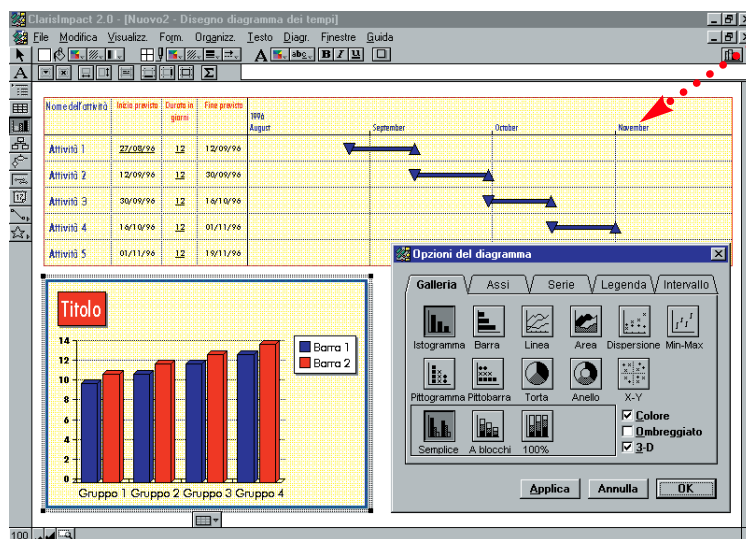 ClarisImpact 2.0 - [Nuovo2 - Disegno diagramma dei tempi]
File Modifica Visualizz. Form. Organizz. Testo Diagr. Finestre Guida
A abc B I U
A Σ
Nome dell'attività Inizio previsto Durata in giorni Fine prevista
1996
August September October November
Attività 1 27/08/96 12 12/09/96
Attività 2 12/09/96 12 30/09/96
Attività 3 30/09/96 12 16/10/96
Attività 4 16/10/96 12 01/11/96
Attività 5 01/11/96 12 19/11/96
Opzioni del diagramma
Galleria Assi Serie Legenda Intervallo
Istogramma Barra Linea Area Dispersione Min-Max
Pittogramma Pittobarra Torta Anello X-Y
Semplice A blocchi 100%
Colore
Ombreggiato
3-D
Applica Annulla OK
Titolo
Barra 1
Barra 2
14
12
10
8
6
4
2
0
Gruppo 1 Gruppo 2 Gruppo 3 Gruppo 4
100